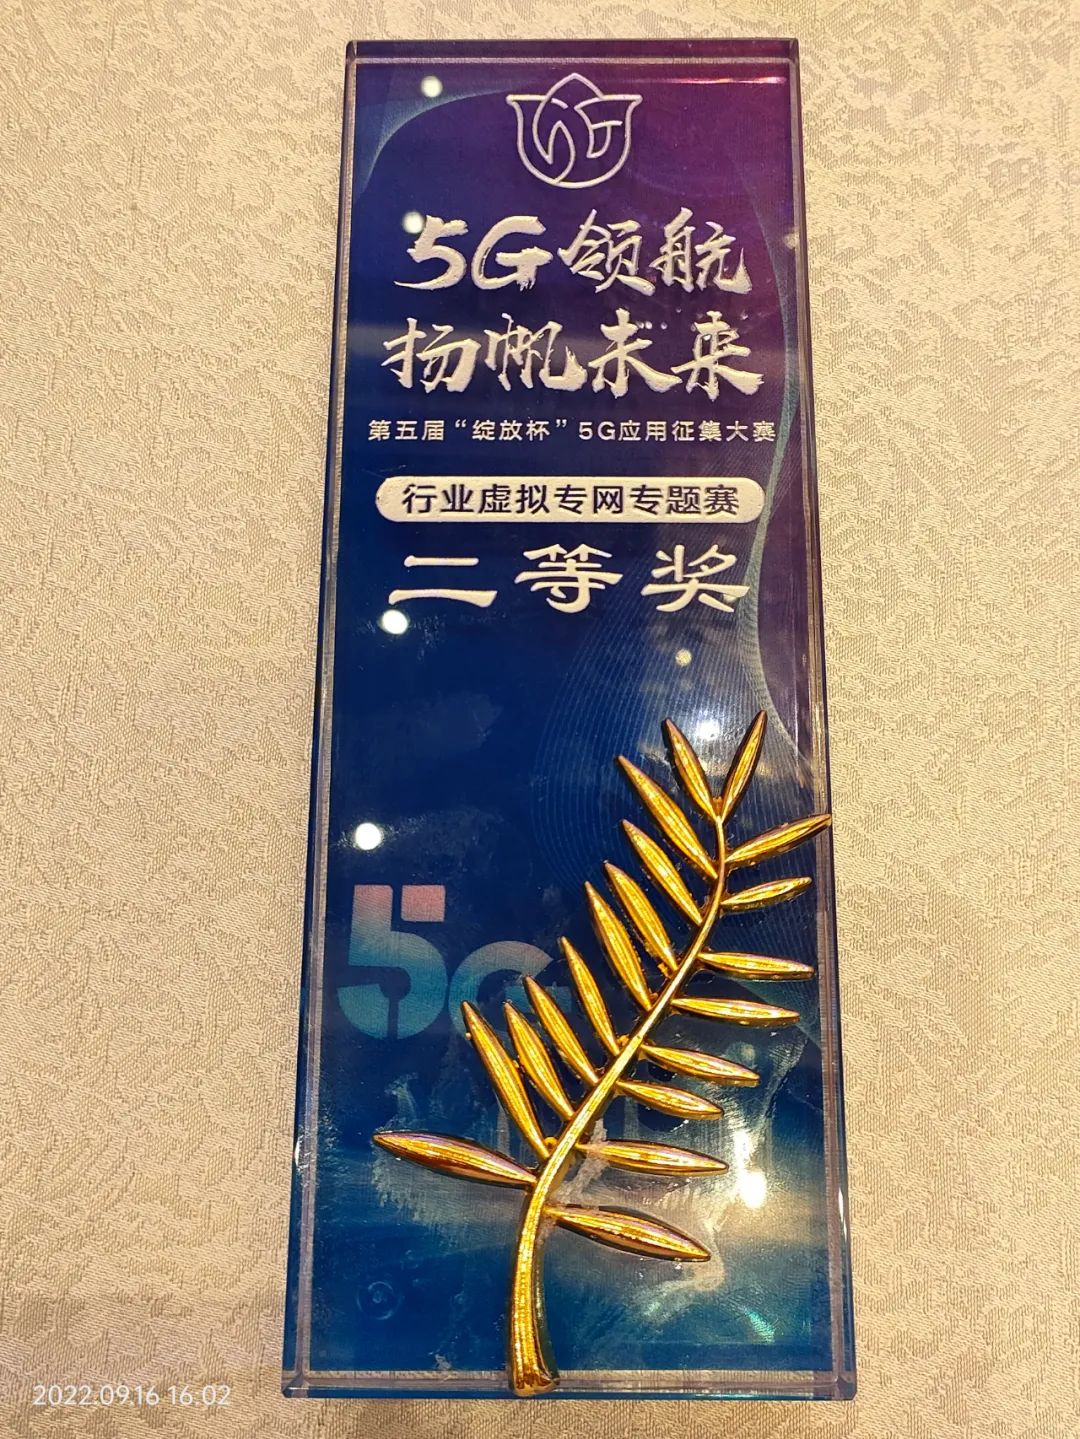 5G领航
扬帆未来
第五届“绽放杯”5G应用征集大赛
行业虚拟专网专题赛
二等奖
5G
2022.09.16 16:02